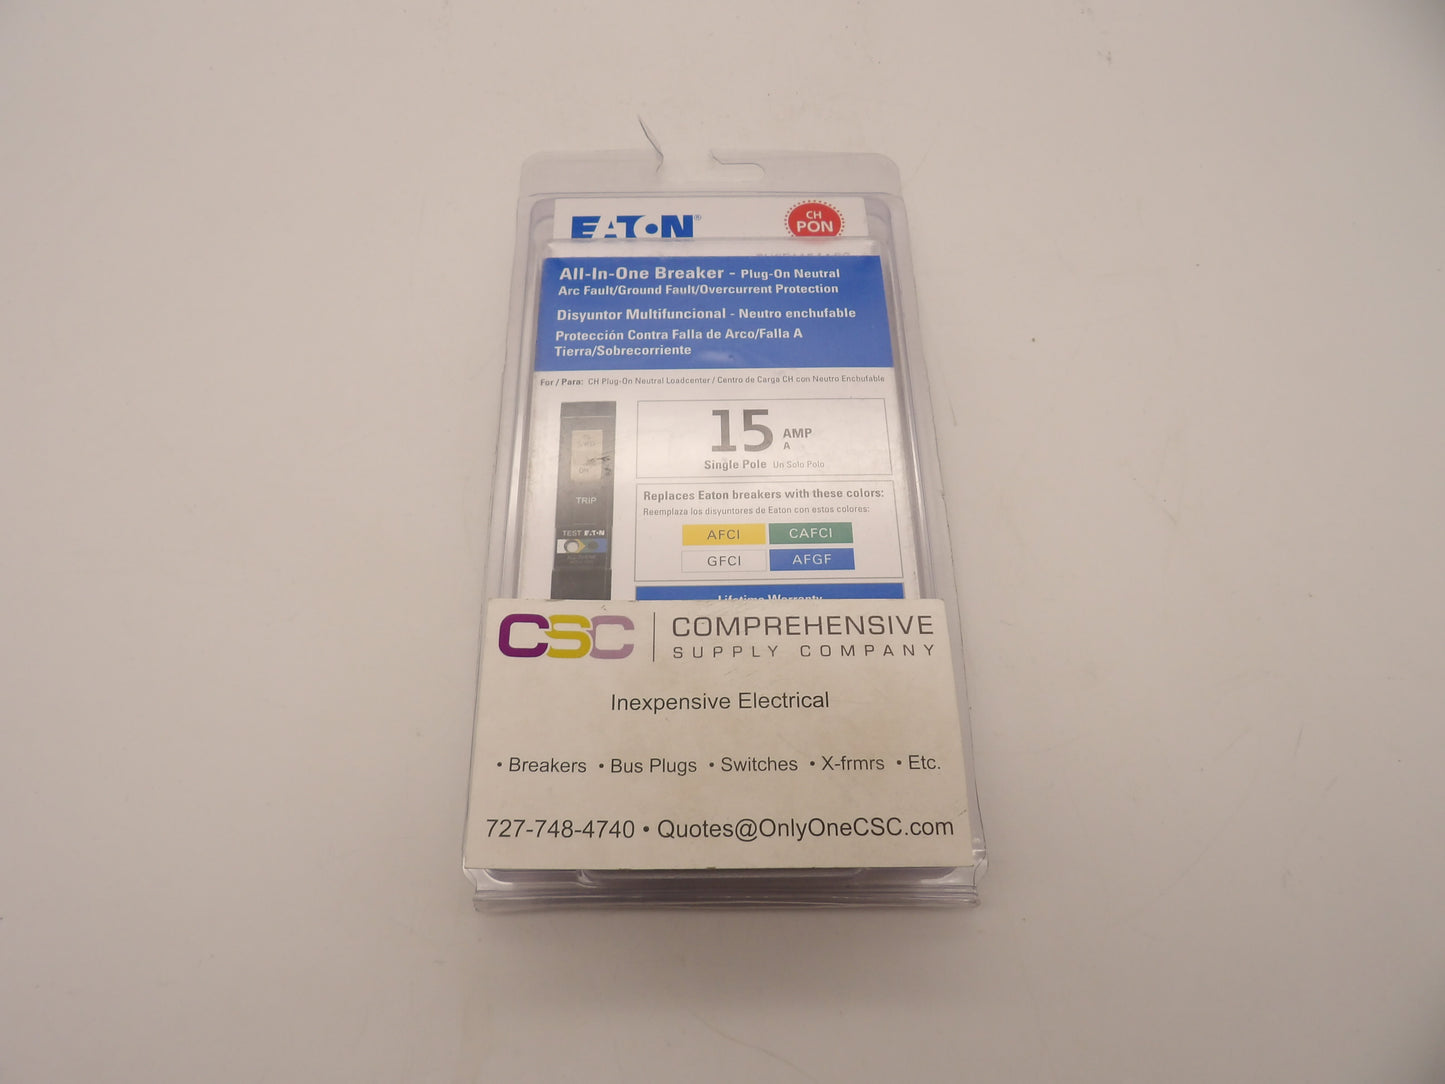 EATON®
CH
PON
All-In-One Breaker - Plug-On Neutral
Arc Fault/Ground Fault/Overcurrent Protection
Disyuntor Multifuncional - Neutro enchufable
Protección Contra Falla de Arco/Falla A
Tierra/Sobrecorriente
For / Para: CH Plug-On Neutral Loadcenter / Centro de Carga CH con Neutro Enchufable
15 AMP
A
Single Pole Un Solo Polo
ON
TRIP
TEST EATON
Replaces Eaton breakers with these colors:
Reemplaza los disyuntores de Eaton con estos colores:
AFCI CAFCI
GFCI AFGF
Lifetime Warranty
CSC COMPREHENSIVE
SUPPLY COMPANY
Inexpensive Electrical
• Breakers • Bus Plugs • Switches • X-frmrs • Etc.
727-748-4740 • Quotes@OnlyOneCSC.com